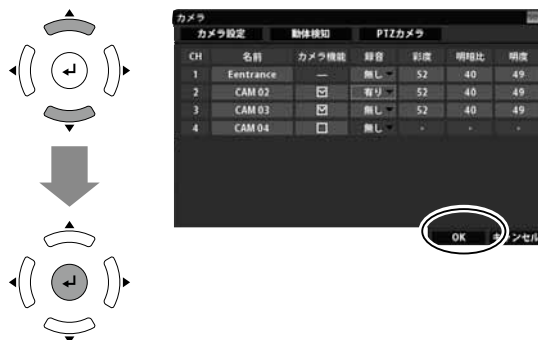 カメラ
カメラ設定 動体検知 PTZカメラ
CH 名前 カメラ機能 録音 彩度 明暗比 明度
1 Eentrance — 無し 52 40 49
2 CAM 02 ☑ 有り 52 40 49
3 CAM 03 ☑ 無し 52 40 49
4 CAM 04 ☐ 無し - - -
OK キャンセル